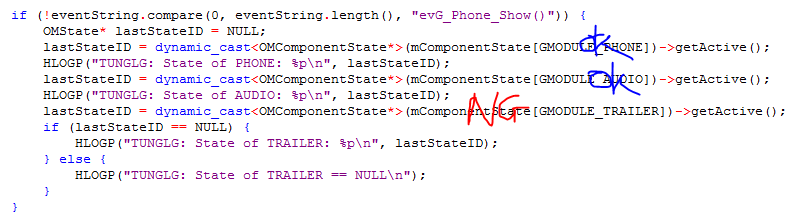 if (!eventString.compare(0, eventString.length(), "evG_Phone_Show()")) {
OMState* lastStateID = NULL;
lastStateID = dynamic_cast<OMComponentState*>(mComponentState[GMODULE_PHONE])->getActive();
ok
HLOGP("TUNGLG: State of PHONE: %p\n", lastStateID);
lastStateID = dynamic_cast<OMComponentState*>(mComponentState[GMODULE_AUDIO])->getActive();
ok
HLOGP("TUNGLG: State of AUDIO: %p\n", lastStateID);
lastStateID = dynamic_cast<OMComponentState*>(mComponentState[GMODULE_TRAILER])->getActive();
NG
if (lastStateID == NULL) {
HLOGP("TUNGLG: State of TRAILER: %p\n", lastStateID);
} else {
HLOGP("TUNGLG: State of TRAILER == NULL\n");
}
}